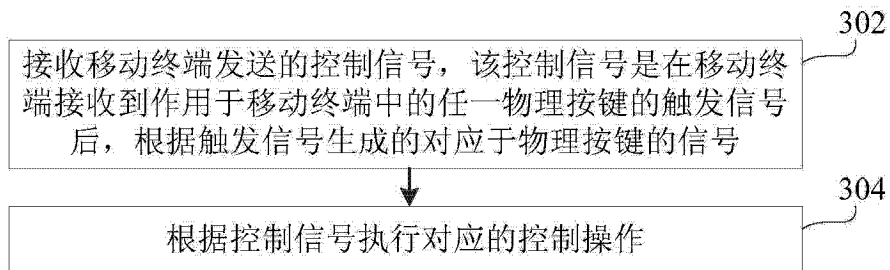 302
接收移动终端发送的控制信号，该控制信号是在移动终
端接收到作用于移动终端中的任一物理按键的触发信号
后，根据触发信号生成的对应于物理按键的信号
304
根据控制信号执行对应的控制操作